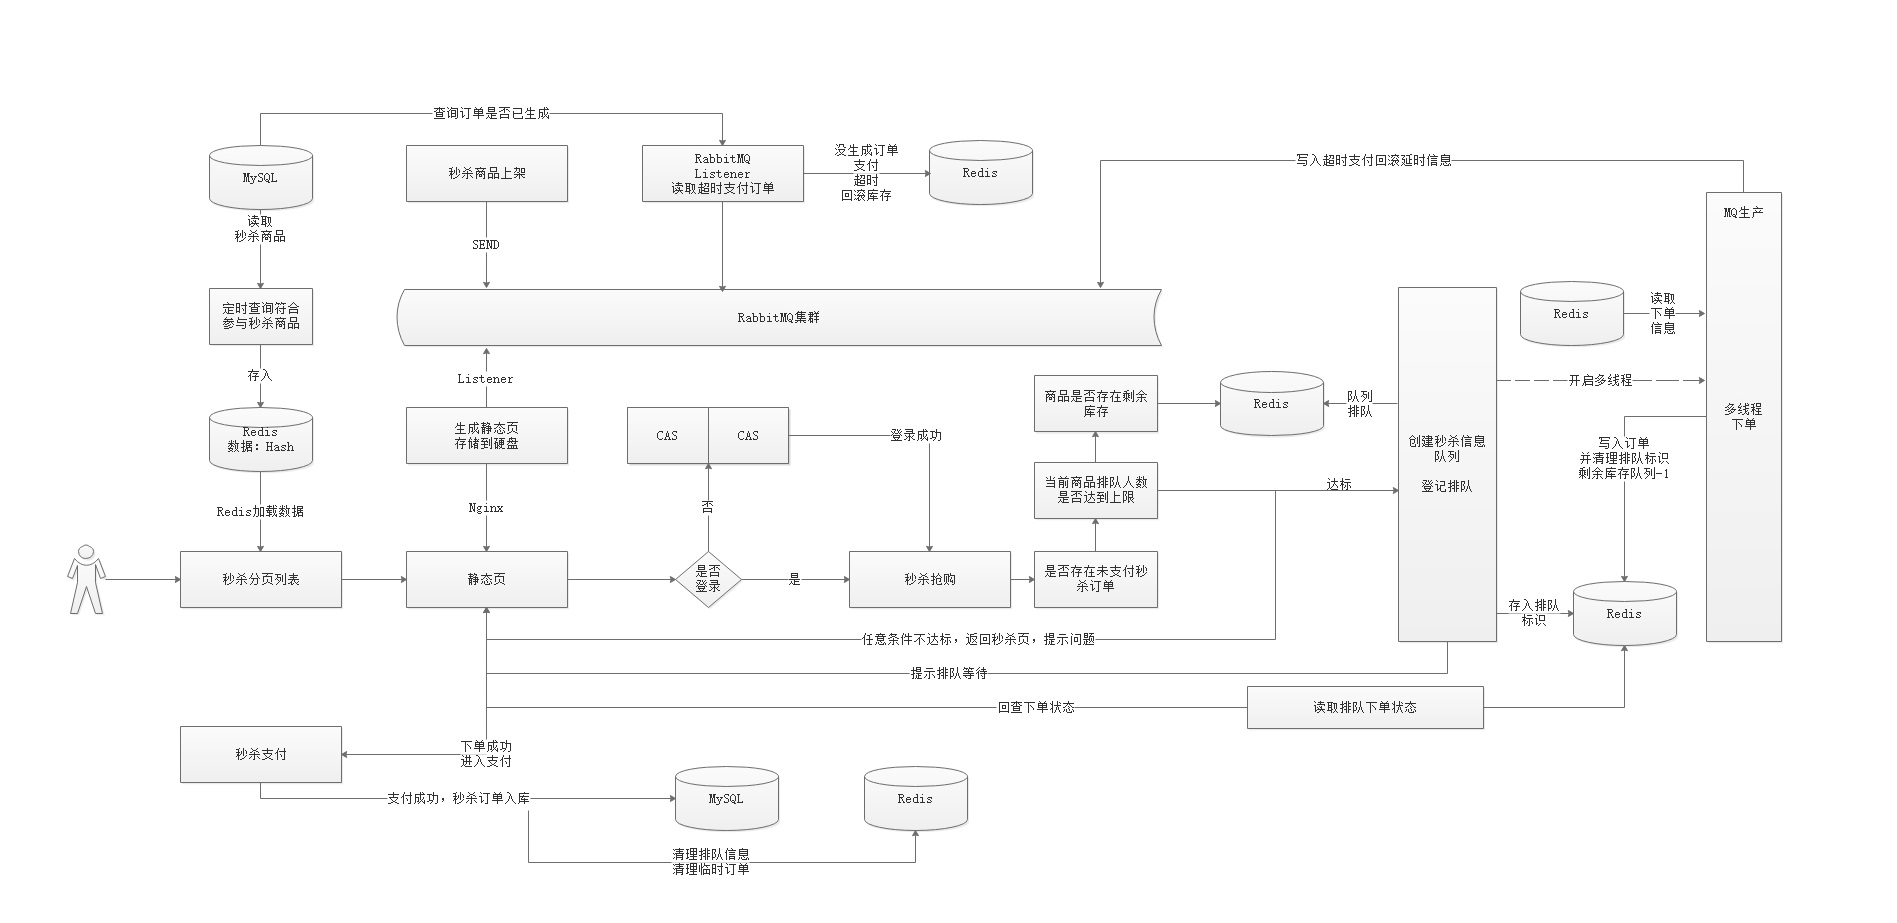 查询订单是否已生成
MySQL
秒杀商品上架
RabbitMQ
Listener
读取超时支付订单
没生成订单
支付
超时
回滚库存
Redis
写入超时支付回滚延时信息
MQ生产
读取
秒杀商品
SEND
定时查询符合
参与秒杀商品
RabbitMQ集群
Redis
读取
下单
信息
存入
Listener
商品是否存在剩余
库存
Redis
队列
排队
开启多线程
多线程
下单
Redis
数据：Hash
生成静态页
存储到硬盘
CAS
CAS
登录成功
创建秒杀信息
队列
登记排队
写入订单
并清理排队标识
剩余库存队列-1
当前商品排队人数
是否达到上限
达标
Redis加载数据
Nginx
否
秒杀分页列表
静态页
是否
登录
是
秒杀抢购
是否存在未支付秒
杀订单
存入排队
标识
Redis
任意条件不达标，返回秒杀页，提示问题
提示排队等待
回查下单状态
读取排队下单状态
秒杀支付
下单成功
进入支付
支付成功，秒杀订单入库
MySQL
Redis
清理排队信息
清理临时订单